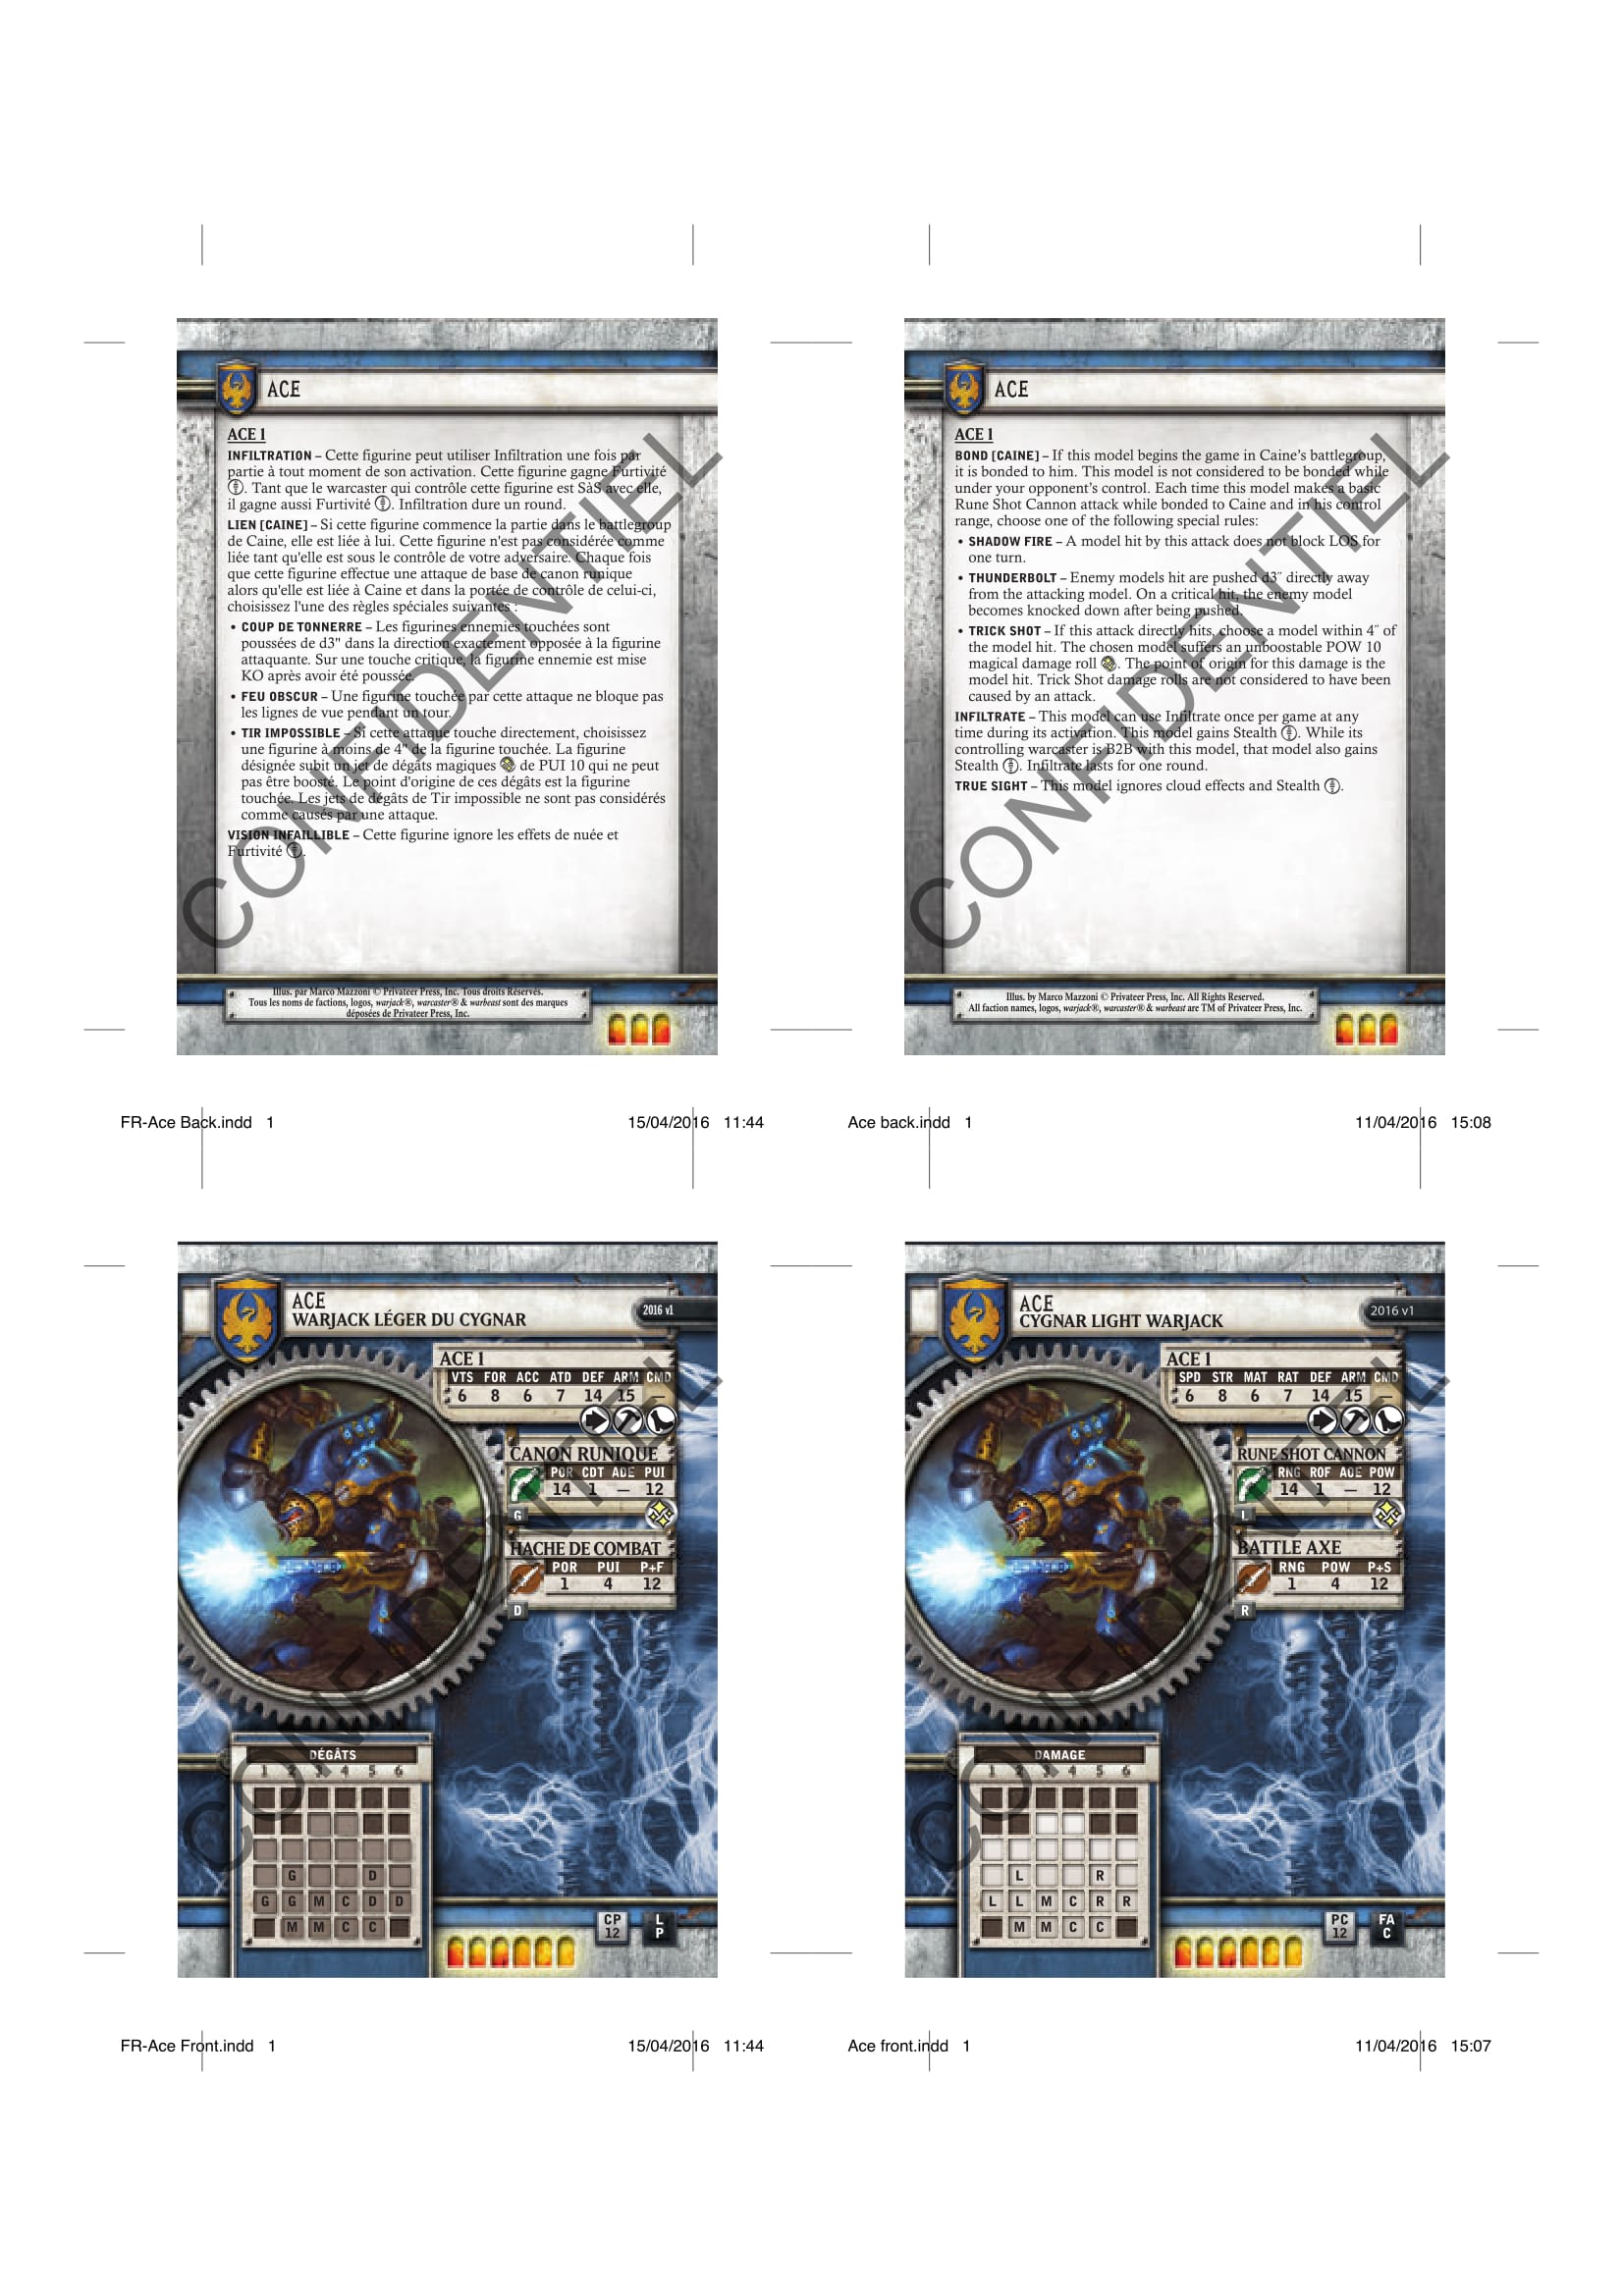 ACE
ACE 1
INFILTRATION – Cette figurine peut utiliser Infiltration une fois par
partie à tout moment de son activation. Cette figurine gagne Furtivité
. Tant que le warcaster qui contrôle cette figurine est SàS avec elle,
il gagne aussi Furtivité . Infiltration dure un round.
LIEN [CAINE] – Si cette figurine commence la partie dans le battlegroup
de Caine, elle est liée à lui. Cette figurine n'est pas considérée comme
liée tant qu'elle est sous le contrôle de votre adversaire. Chaque fois
que cette figurine effectue une attaque de base de canon runique
alors qu'elle est liée à Caine et dans la portée de contrôle de celui-ci,
choisissez l'une des règles spéciales suivantes :
• COUP DE TONNERRE – Les figurines ennemies touchées sont
poussées de d3" dans la direction exactement opposée à la figurine
attaquante. Sur une touche critique, la figurine ennemie est mise
KO après avoir été poussée.
• FEU OBSCUR – Une figurine touchée par cette attaque ne bloque pas
les lignes de vue pendant un tour.
• TIR IMPOSSIBLE – Si cette attaque touche directement, choisissez
une figurine à moins de 4" de la figurine touchée. La figurine
désignée subit un jet de dégâts magiques de PUI 10 qui ne peut
pas être boosté. Le point d'origine de ces dégâts est la figurine
touchée. Les jets de dégâts de Tir impossible ne sont pas considérés
comme causés par une attaque.
VISION INFAILLIBLE – Cette figurine ignore les effets de nuée et
Furtivité .
CONFIDENTIEL
Illus. par Marco Mazzoni © Privateer Press, Inc. Tous droits Réservés.
Tous les noms de factions, logos, warjack®, warcaster® & warbeast sont des marques
déposées de Privateer Press, Inc.
FR-Ace Back.indd 1
15/04/2016 11:44
ACE
ACE 1
BOND [CAINE] – If this model begins the game in Caine's battlegroup,
it is bonded to him. This model is not considered to be bonded while
under your opponent's control. Each time this model makes a basic
Rune Shot Cannon attack while bonded to Caine and in his control
range, choose one of the following special rules:
• SHADOW FIRE – A model hit by this attack does not block LOS for
one turn.
• THUNDERBOLT – Enemy models hit are pushed d3˝ directly away
from the attacking model. On a critical hit, the enemy model
becomes knocked down after being pushed.
• TRICK SHOT – If this attack directly hits, choose a model within 4˝ of
the model hit. The chosen model suffers an unboostable POW 10
magical damage roll . The point of origin for this damage is the
model hit. Trick Shot damage rolls are not considered to have been
caused by an attack.
INFILTRATE – This model can use Infiltrate once per game at any
time during its activation. This model gains Stealth . While its
controlling warcaster is B2B with this model, that model also gains
Stealth . Infiltrate lasts for one round.
TRUE SIGHT – This model ignores cloud effects and Stealth .
CONFIDENTIEL
Illus. by Marco Mazzoni © Privateer Press, Inc. All Rights Reserved.
All faction names, logos, warjack®, warcaster® & warbeast are TM of Privateer Press, Inc.
Ace back.indd 1
11/04/2016 15:08
ACE
WARJACK LÉGER DU CYGNAR
2016 v1
ACE 1
VTS FOR ACC ATD DEF ARM CMD
6 8 6 7 14 15 —
CANON RUNIQUE
POR CDT ADE PUI
14 1 — 12
G
HACHE DE COMBAT
POR PUI P+F
1 4 12
D
DÉGÂTS
1 2 3 4 5 6
G D
G G M C D D
M M C C
CP
12
L
P
CONFIDENTIEL
FR-Ace Front.indd 1
15/04/2016 11:44
ACE
CYGNAR LIGHT WARJACK
2016 v1
ACE 1
SPD STR MAT RAT DEF ARM CMD
6 8 6 7 14 15 —
RUNE SHOT CANNON
RNG ROF AOE POW
14 1 — 12
L
BATTLE AXE
RNG POW P+S
1 4 12
R
DAMAGE
1 2 3 4 5 6
L R
L L M C R R
M M C C
PC
12
FA
C
CONFIDENTIEL
Ace front.indd 1
11/04/2016 15:07